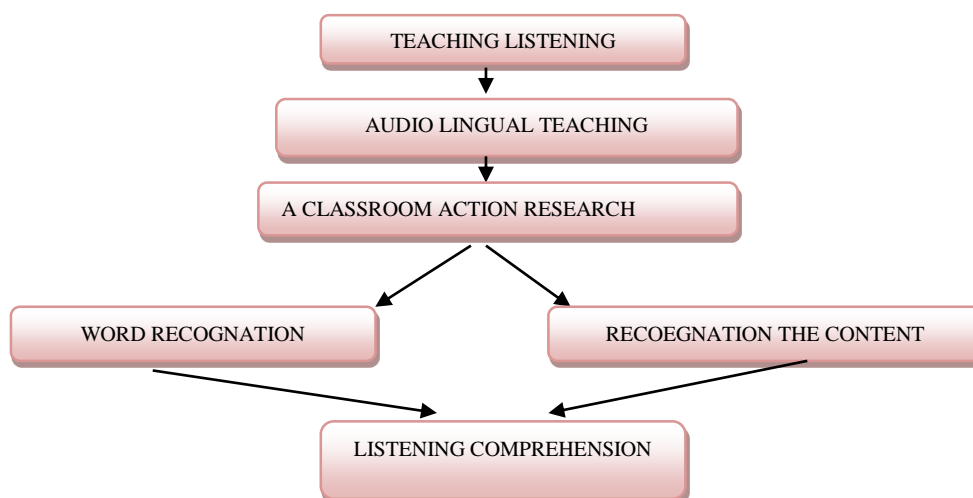 TEACHING LISTENING
AUDIO LINGUAL TEACHING
A CLASSROOM ACTION RESEARCH
WORD RECOGNATION
RECOEGNATION THE CONTENT
LISTENING COMPREHENSION